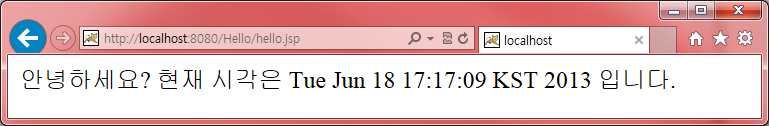 http://localhost:8080/Hello/hello.jsp
localhost
안녕하세요? 현재 시각은 Tue Jun 18 17:17:09 KST 2013 입니다.